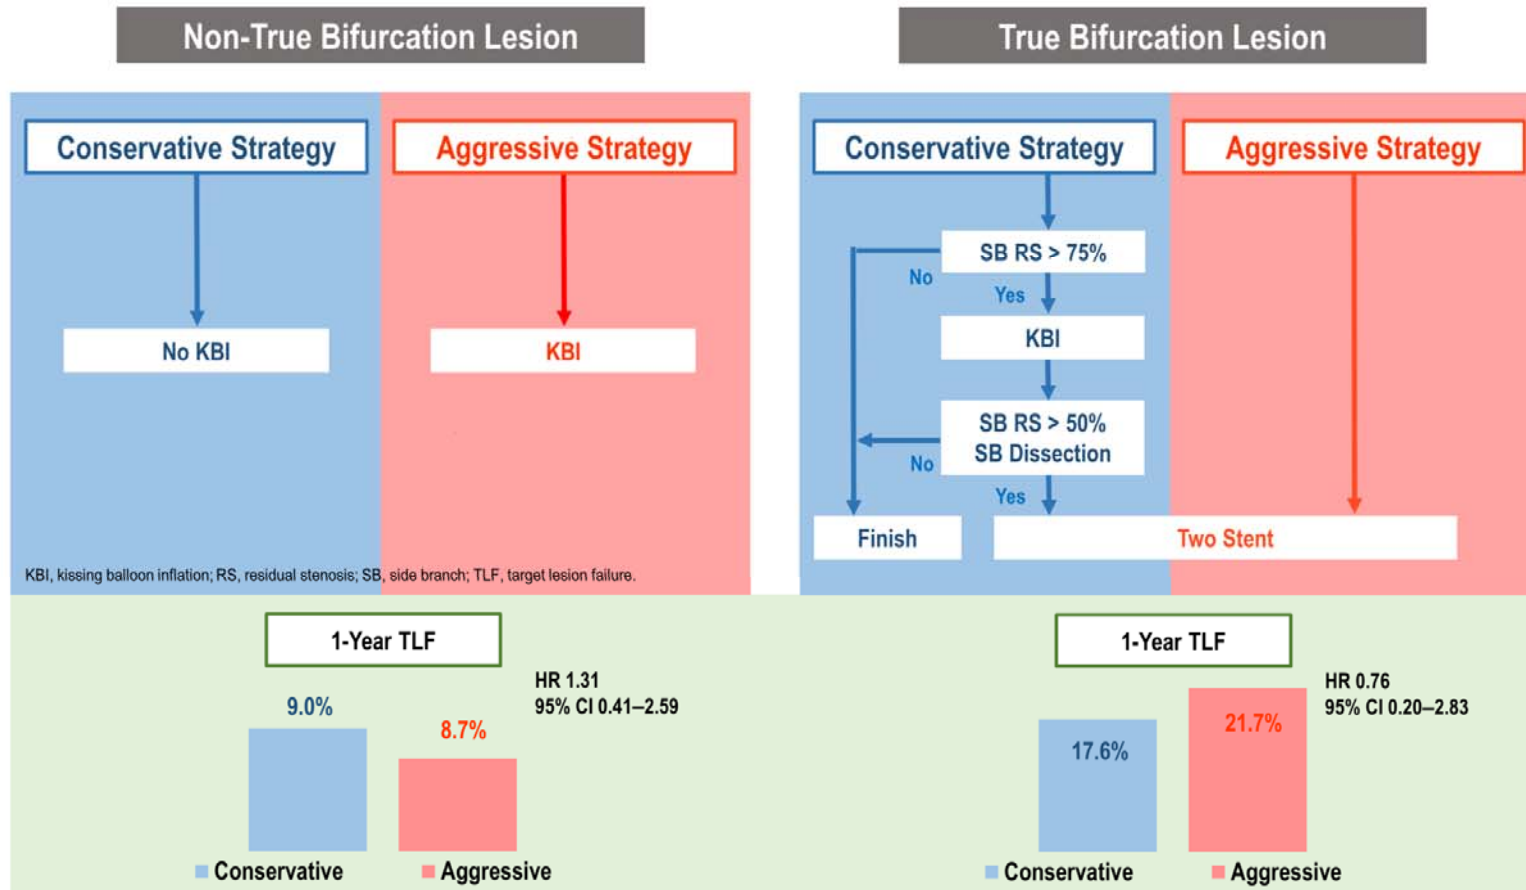 Non-True Bifurcation Lesion
Conservative Strategy
Aggressive Strategy
No KBI
KBI
KBI, kissing balloon inflation; RS, residual stenosis; SB, side branch; TLF, target lesion failure.
1-Year TLF
HR 1.31
95% CI 0.41–2.59
9.0%
8.7%
Conservative
Aggressive
True Bifurcation Lesion
Conservative Strategy
Aggressive Strategy
SB RS > 75%
No
Yes
KBI
SB RS > 50%
SB Dissection
No
Yes
Finish
Two Stent
1-Year TLF
HR 0.76
95% CI 0.20–2.83
17.6%
21.7%
Conservative
Aggressive